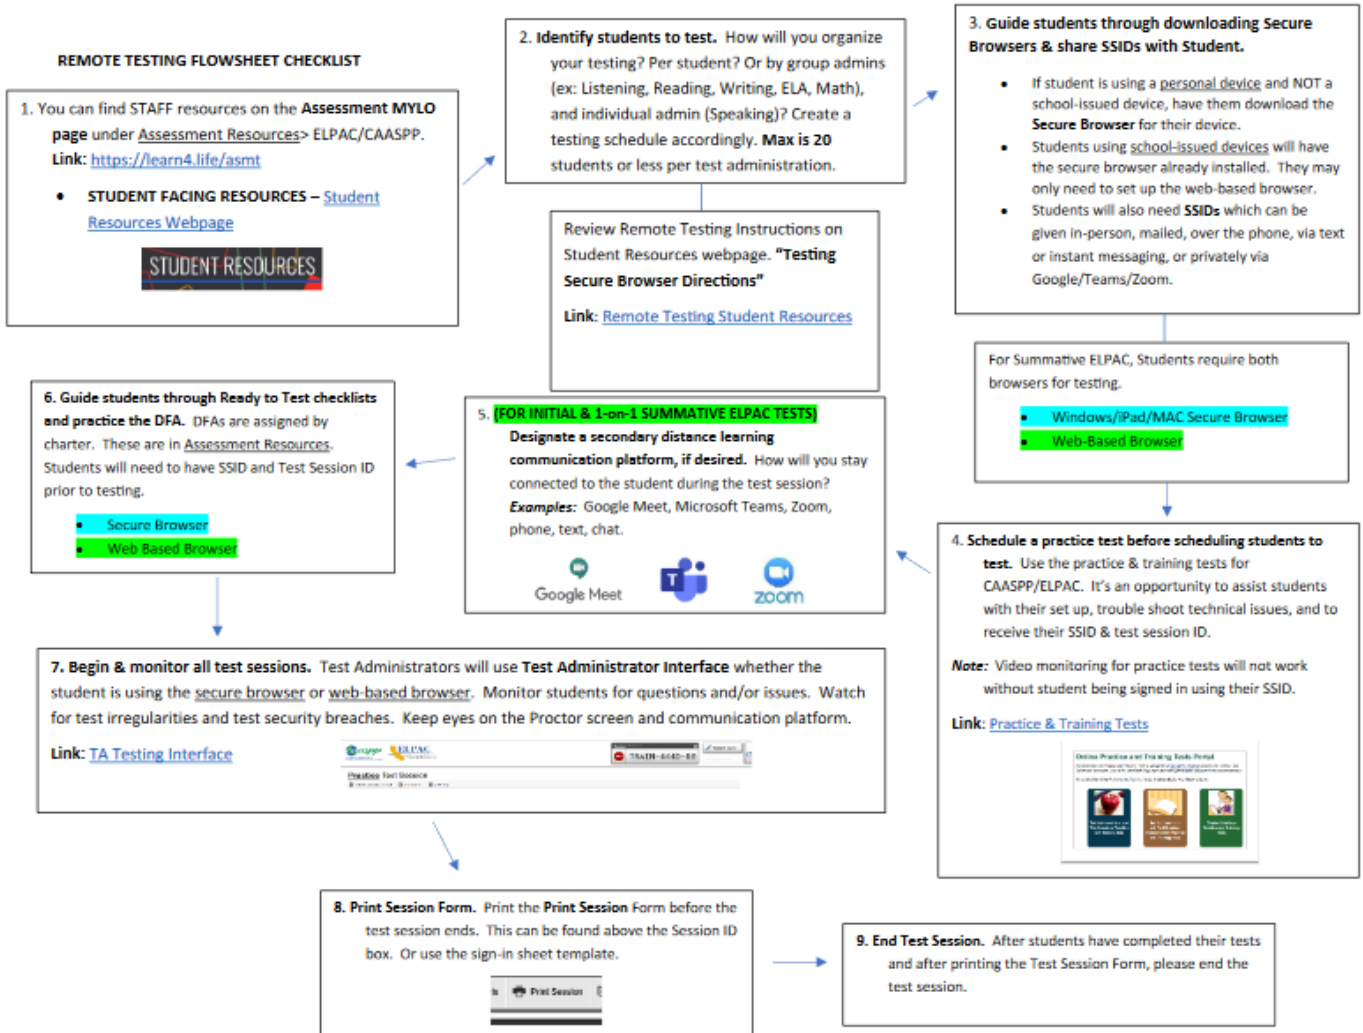 REMOTE TESTING FLOWSHEET CHECKLIST
1. You can find STAFF resources on the Assessment MYLO
page under Assessment Resources> ELPAC/CAASPP.
Link: https://learn4.life/asmt
• STUDENT FACING RESOURCES – Student
Resources Webpage
STUDENT RESOURCES
2. Identify students to test. How will you organize
your testing? Per student? Or by group admins
(ex: Listening, Reading, Writing, ELA, Math),
and individual admin (Speaking)? Create a
testing schedule accordingly. Max is 20
students or less per test administration.
Review Remote Testing Instructions on
Student Resources webpage. "Testing
Secure Browser Directions"
Link: Remote Testing Student Resources
3. Guide students through downloading Secure
Browsers & share SSIDs with Student.
• If student is using a personal device and NOT a
school-issued device, have them download the
Secure Browser for their device.
• Students using school-issued devices will have
the secure browser already installed. They may
only need to set up the web-based browser.
• Students will also need SSIDs which can be
given in-person, mailed, over the phone, via text
or instant messaging, or privately via
Google/Teams/Zoom.
For Summative ELPAC, Students require both
browsers for testing.
• Windows/iPad/MAC Secure Browser
• Web-Based Browser
4. Schedule a practice test before scheduling students to
test. Use the practice & training tests for
CAASPP/ELPAC. It's an opportunity to assist students
with their set up, trouble shoot technical issues, and to
receive their SSID & test session ID.
Note: Video monitoring for practice tests will not work
without student being signed in using their SSID.
Link: Practice & Training Tests
Online Practice and Training Tests Portal
5. (FOR INITIAL & 1-on-1 SUMMATIVE ELPAC TESTS)
Designate a secondary distance learning
communication platform, if desired. How will you stay
connected to the student during the test session?
Examples: Google Meet, Microsoft Teams, Zoom,
phone, text, chat.
Google Meet
T
zoom
6. Guide students through Ready to Test checklists
and practice the DFA. DFAs are assigned by
charter. These are in Assessment Resources.
Students will need to have SSID and Test Session ID
prior to testing.
• Secure Browser
• Web Based Browser
7. Begin & monitor all test sessions. Test Administrators will use Test Administrator Interface whether the
student is using the secure browser or web-based browser. Monitor students for questions and/or issues. Watch
for test irregularities and test security breaches. Keep eyes on the Proctor screen and communication platform.
Link: TA Testing Interface
ELPAC
Practice Test Session
8. Print Session Form. Print the Print Session Form before the
test session ends. This can be found above the Session ID
box. Or use the sign-in sheet template.
Print Session
9. End Test Session. After students have completed their tests
and after printing the Test Session Form, please end the
test session.